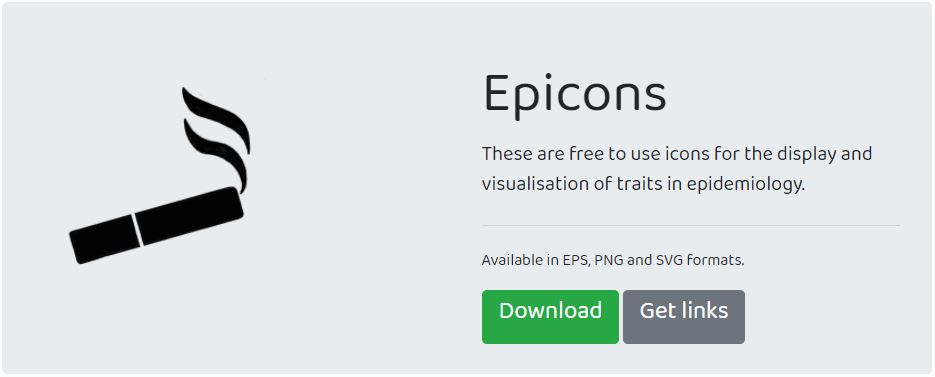 Epicons
These are free to use icons for the display and
visualisation of traits in epidemiology.
Available in EPS, PNG and SVG formats.
Download
Get links